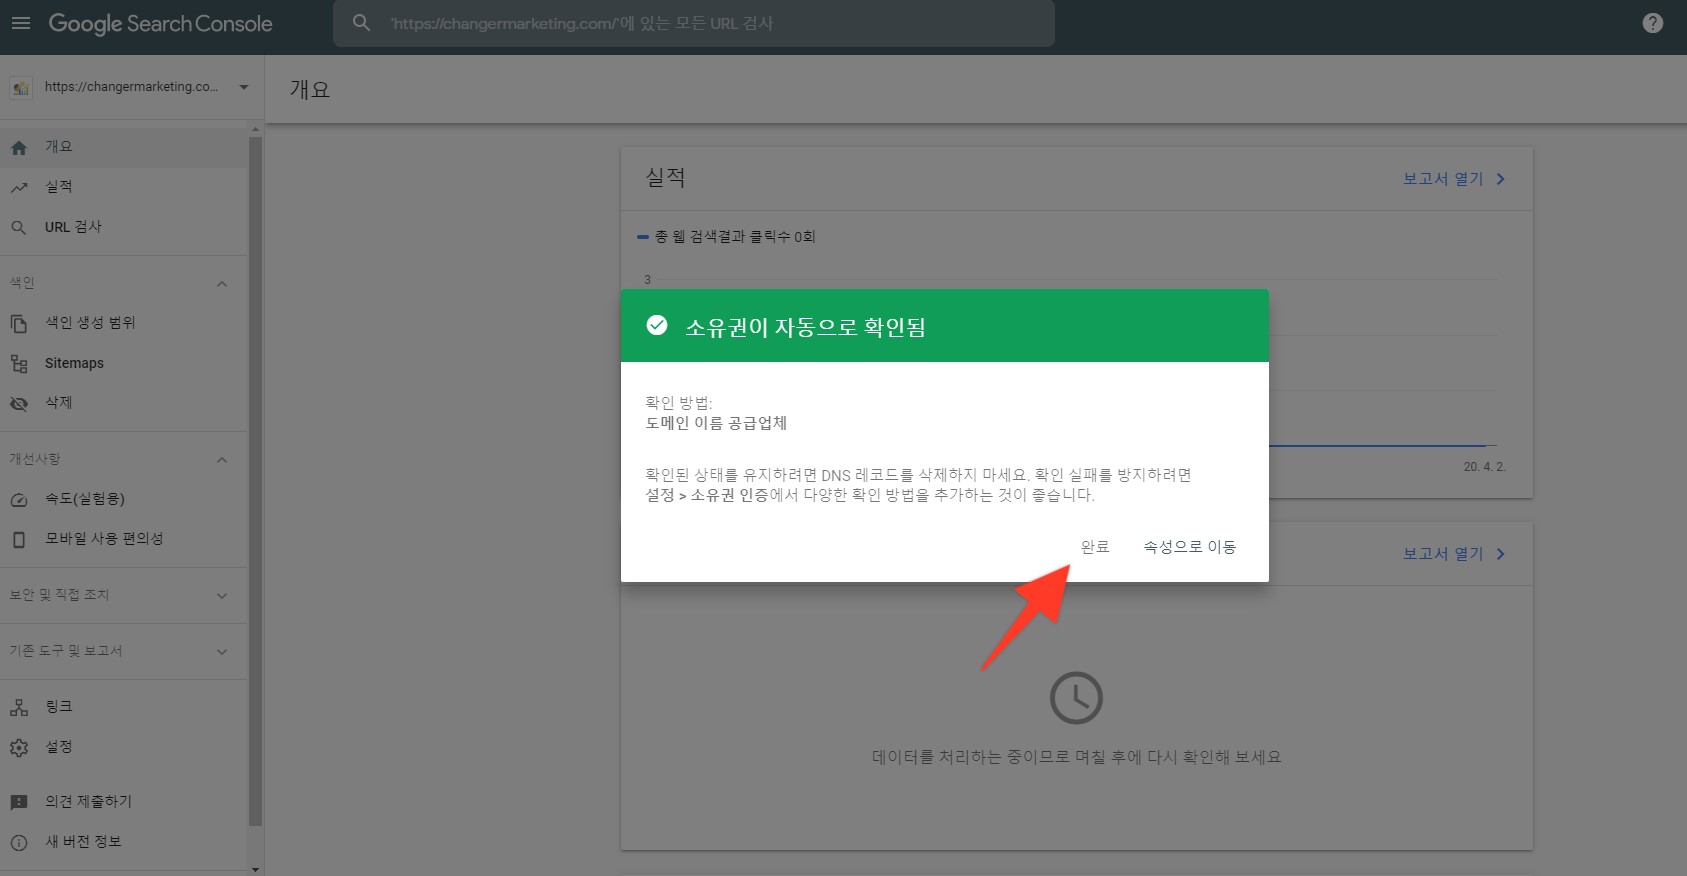 Google Search Console
'https://changermarketing.com/'에 있는 모든 URL 검사
https://changermarketing.co...
개요
개요
실적
URL 검사
색인
색인 생성 범위
Sitemaps
삭제
개선사항
속도(실험용)
모바일 사용 편의성
보안 및 직접 조치
기존 도구 및 보고서
링크
설정
의견 제출하기
새 버전 정보
실적
보고서 열기
총 웹 검색결과 클릭수 0회
3
소유권이 자동으로 확인됨
확인 방법:
도메인 이름 공급업체
확인된 상태를 유지하려면 DNS 레코드를 삭제하지 마세요. 확인 실패를 방지하려면
설정 > 소유권 인증에서 다양한 확인 방법을 추가하는 것이 좋습니다.
완료 속성으로 이동
20. 4. 2.
보고서 열기
데이터를 처리하는 중이므로 며칠 후에 다시 확인해 보세요